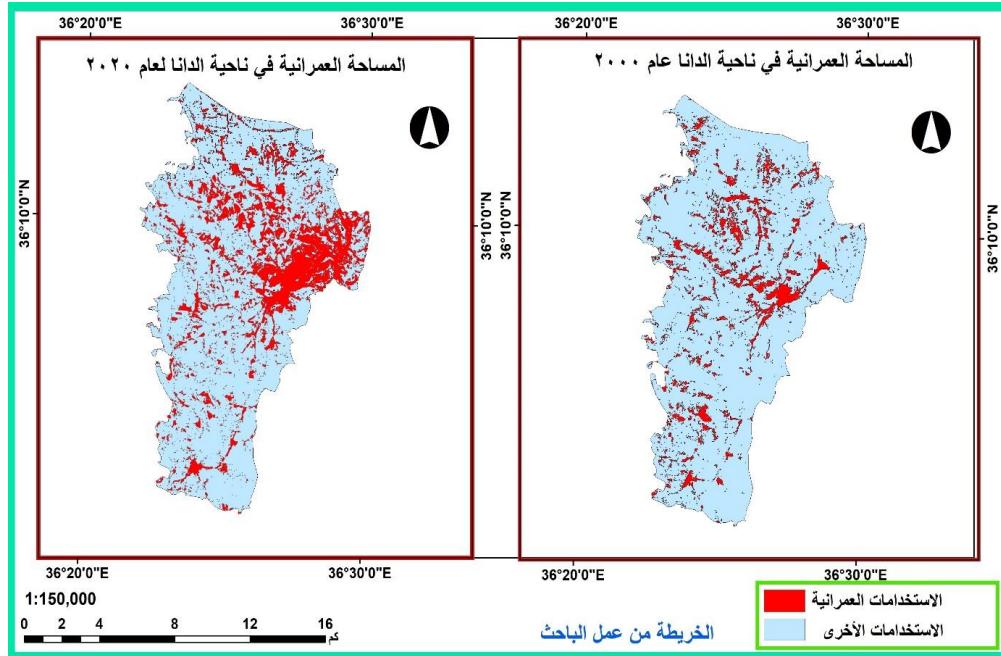 36°20'0"E 36°30'0"E 36°20'0"E 36°30'0"E
المساحة العمرانية في ناحية الدانا عام ٢٠٠٠
المساحة العمرانية في ناحية الدانا لعام ٢٠٢٠
36°10'0"N 36°10'0"N 36°10'0"N 36°10'0"N
36°20'0"E 36°30'0"E 36°20'0"E 36°30'0"E
الاستخدامات العمرانية
الاستخدامات الأخرى
الخريطة من عمل الباحث
1:150,000
0 2 4 8 12 16
كم